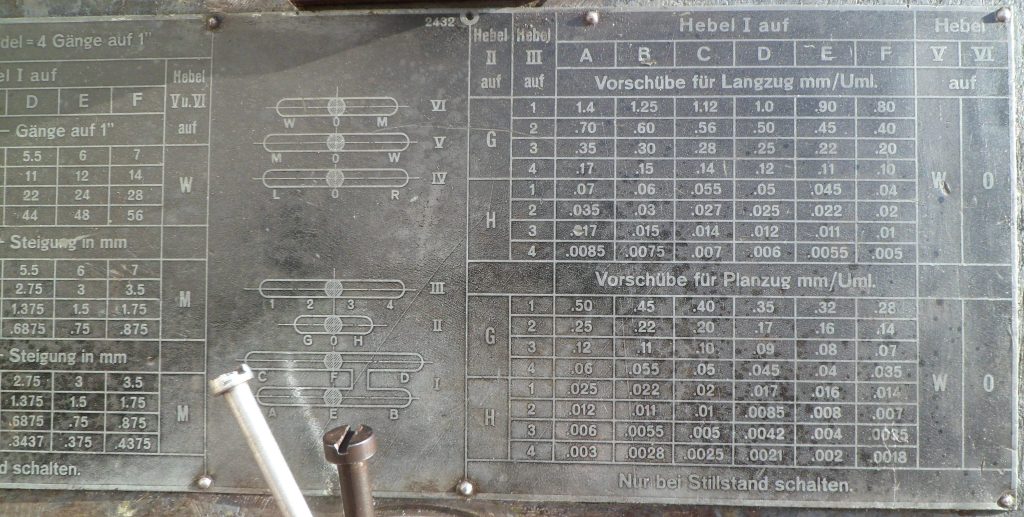 del = 4 Gänge auf 1"
el I auf Hebel
D E F V u. VI
- Gänge auf 1" auf
5.5 6 7
11 12 14 W
22 24 28
44 48 56
- Steigung in mm
5.5 6 7
2.75 3 3.5 M
1.375 1.5 1.75
.6875 .75 .875
- Steigung in mm
2.75 3 3.5
1.375 1.5 1.75 M
.6875 .75 .875
.3437 .375 .4375
d schalten.
2432
VI
W 0 M
V
M 0 W
IV
L 0 R
III
1 2 3 4
II
G 0 H
C F D
I
A E B
Hebel Hebel Hebel I auf Hebel
II III A B C D E F V VI
auf auf Vorschübe für Langzug mm/Uml. auf
G 1 1.4 1.25 1.12 1.0 .90 .80 W O
2 .70 .60 .56 .50 .45 .40
3 .35 .30 .28 .25 .22 .20
4 .17 .15 .14 .12 .11 .10
H 1 .07 .06 .055 .05 .045 .04
2 .035 .03 .027 .025 .022 .02
3 .017 .015 .014 .012 .011 .01
4 .0085 .0075 .007 .006 .0055 .005
Vorschübe für Planzug mm/Uml.
G 1 .50 .45 .40 .35 .32 .28 W O
2 .25 .22 .20 .17 .16 .14
3 .12 .11 .10 .09 .08 .07
4 .06 .055 .05 .045 .04 .035
H 1 .025 .022 .02 .017 .016 .014
2 .012 .011 .01 .0085 .008 .007
3 .006 .0055 .005 .0042 .004 .0035
4 .003 .0028 .0025 .0021 .002 .0018
Nur bei Stillstand schalten.